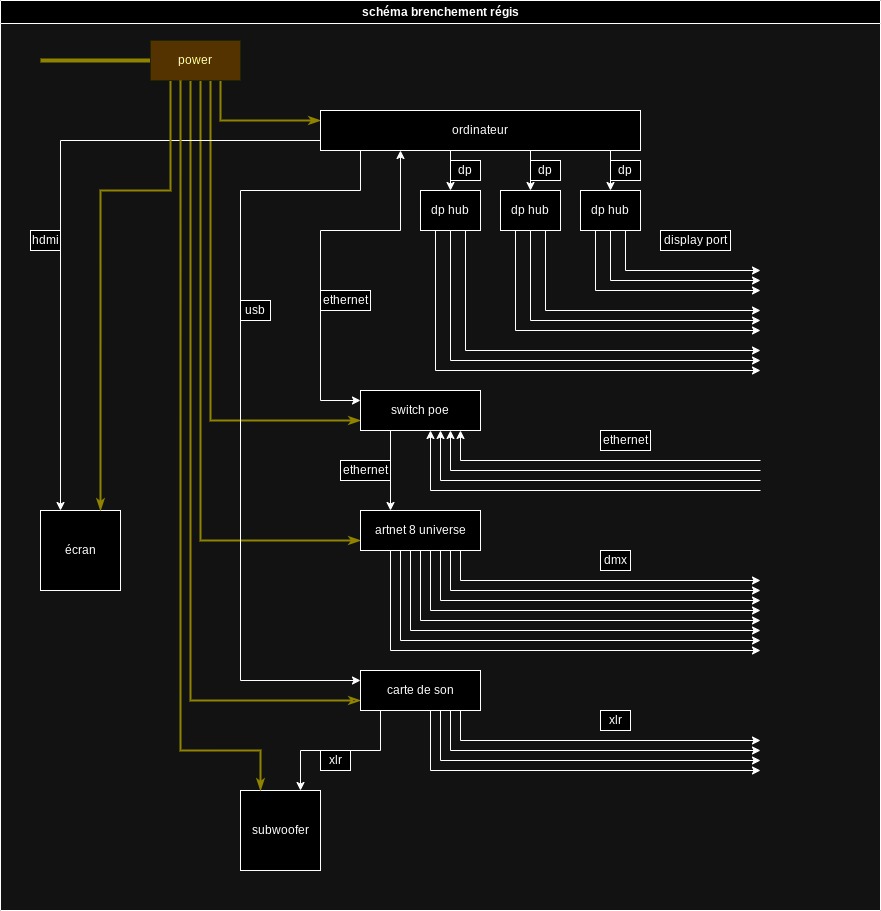 schéma brenchement régis
power
ordinateur
dp
dp
dp
dp hub
dp hub
dp hub
hdmi
display port
usb
ethernet
switch poe
ethernet
ethernet
artnet 8 universe
écran
dmx
carte de son
xlr
xlr
subwoofer